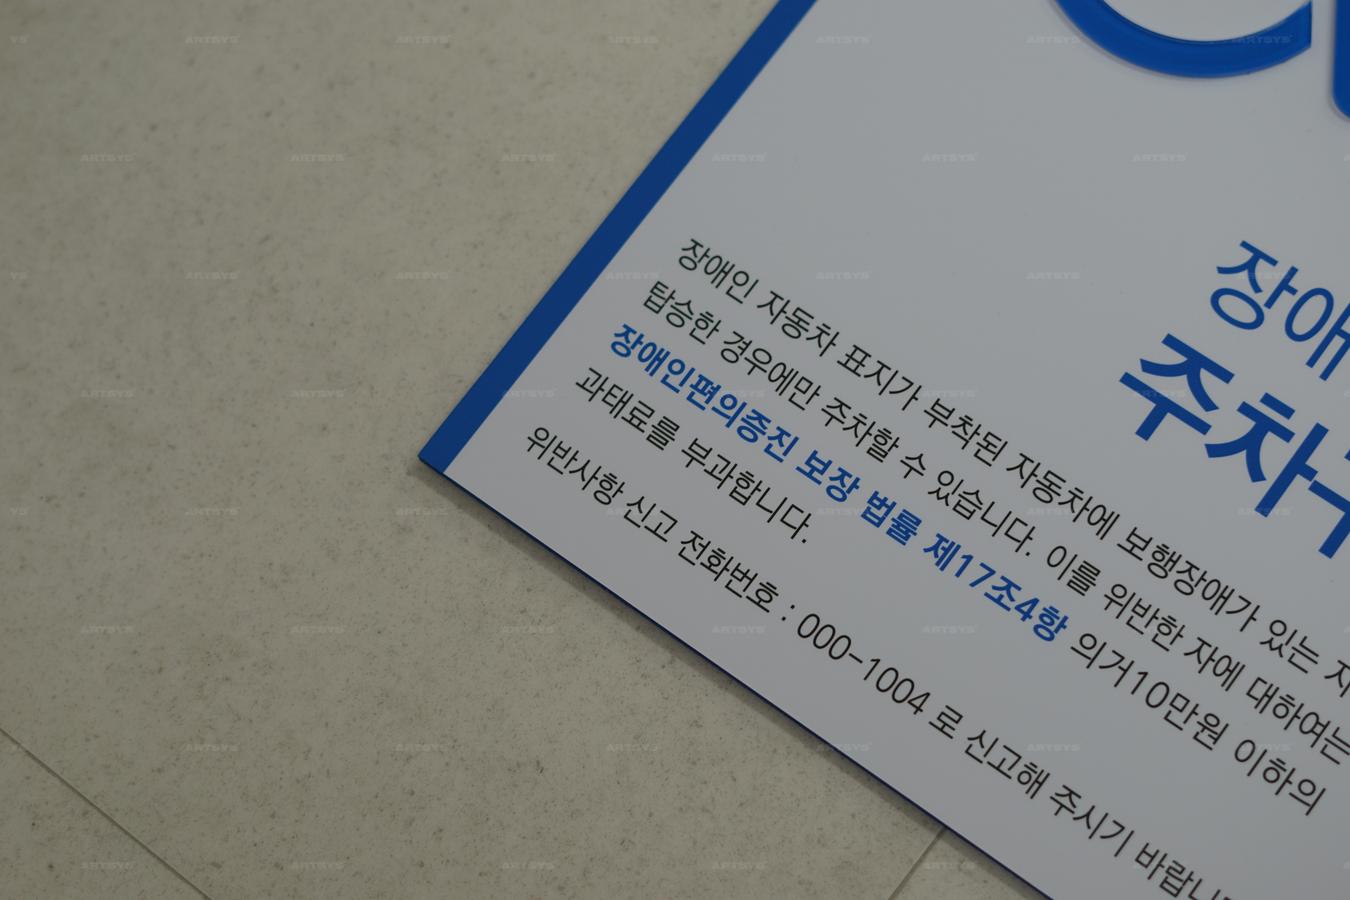 장애
주차구
장애인 자동차 표지가 부착된 자동차에 보행장애가 있는
탑승한 경우에만 주차할 수 있습니다. 이를 위반한 자에 대하여는
장애인편의증진 보장 법률 제17조4항 의거10만원 이하의
과태료를 부과합니다.
위반사항 신고 전화번호 : 000-1004 로 신고해 주시기 바랍니다
ARTSYS